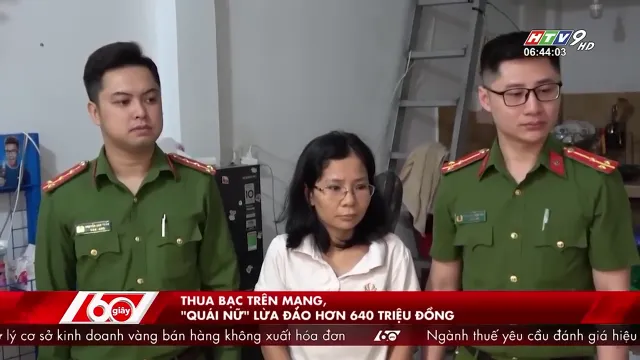 HTV9 HD
06:44:03
60 giây
THUA BẠC TRÊN MẠNG,
"QUÁI NỮ" LỪA ĐẢO HƠN 640 TRIỆU ĐỒNG
ý cơ sở kinh doanh vàng bán hàng không xuất hóa đơn 60 giây Ngành thuế yêu cầu đánh giá hiệu